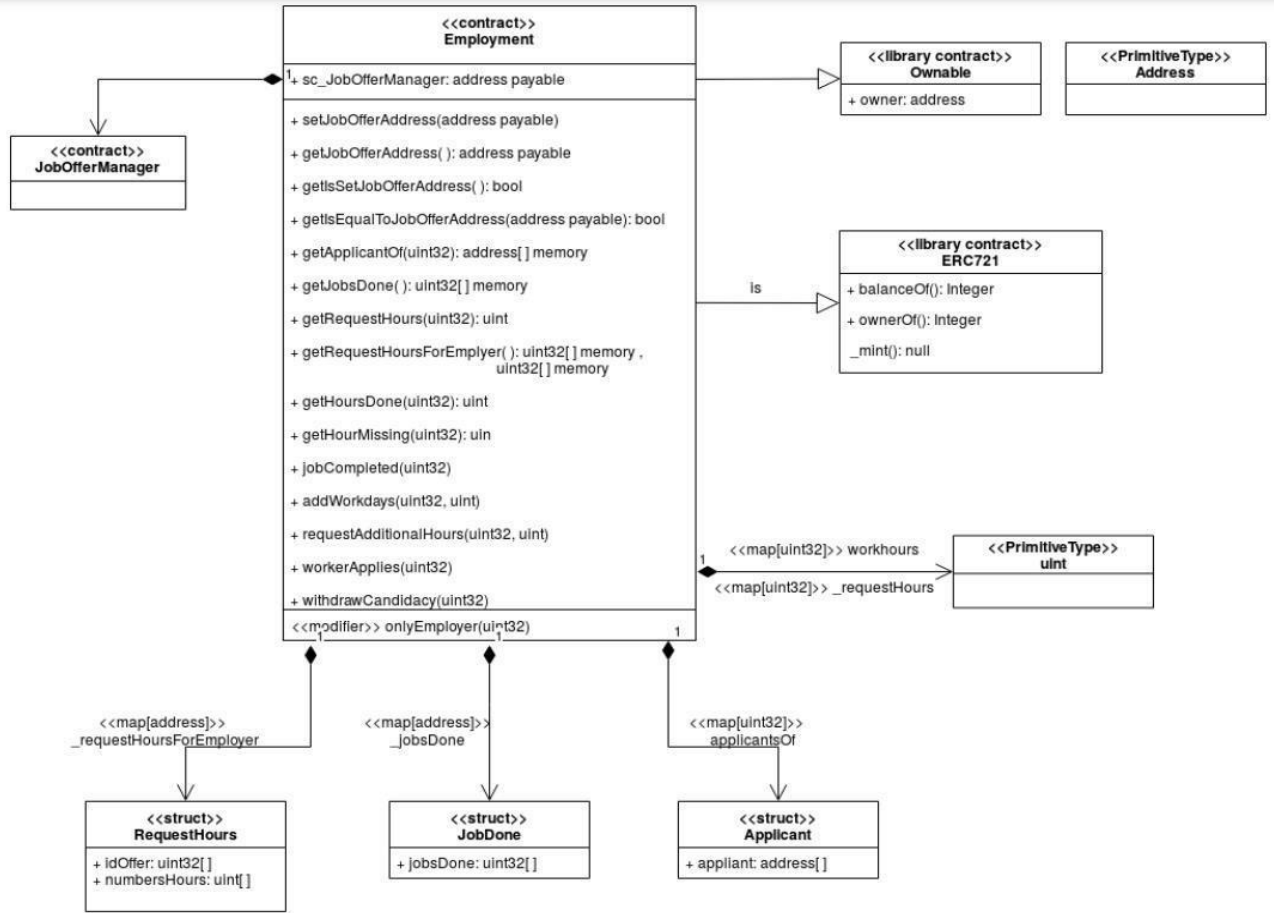 <<contract>>
Employment
1
+ sc_JobOfferManager: address payable
+ setJobOfferAddress(address payable)
+ getJobOfferAddress( ): address payable
+ getIsSetJobOfferAddress( ): bool
+ getIsEqualToJobOfferAddress(address payable): bool
+ getApplicantOf(uint32): address[ ] memory
+ getJobsDone( ): uint32[ ] memory
+ getRequestHours(uint32): uint
+ getRequestHoursForEmplyer( ): uint32[ ] memory ,
uint32[ ] memory
+ getHoursDone(uint32): uint
+ getHourMissing(uint32): uin
+ jobCompleted(uint32)
+ addWorkdays(uint32, uint)
+ requestAdditionalHours(uint32, uint)
+ workerApplies(uint32)
+ withdrawCandidacy(uint32)
<<modifier>> onlyEmployer(uint32)
1
1
1
<<contract>>
JobOfferManager
<<library contract>>
Ownable
+ owner: address
<<PrimitiveType>>
Address
is
<<library contract>>
ERC721
+ balanceOf(): Integer
+ ownerOf(): Integer
_mint(): null
1
<<map[uint32]>> workhours
<<map[uint32]>> _requestHours
<<PrimitiveType>>
uint
<<map[address]>>
_requestHoursForEmployer
<<map[address]>>
_jobsDone
<<map[uint32]>>
applicantsOf
<<struct>>
RequestHours
+ idOffer: uint32[ ]
+ numbersHours: uint[ ]
<<struct>>
JobDone
+ jobsDone: uint32[ ]
<<struct>>
Applicant
+ appliant: address[ ]